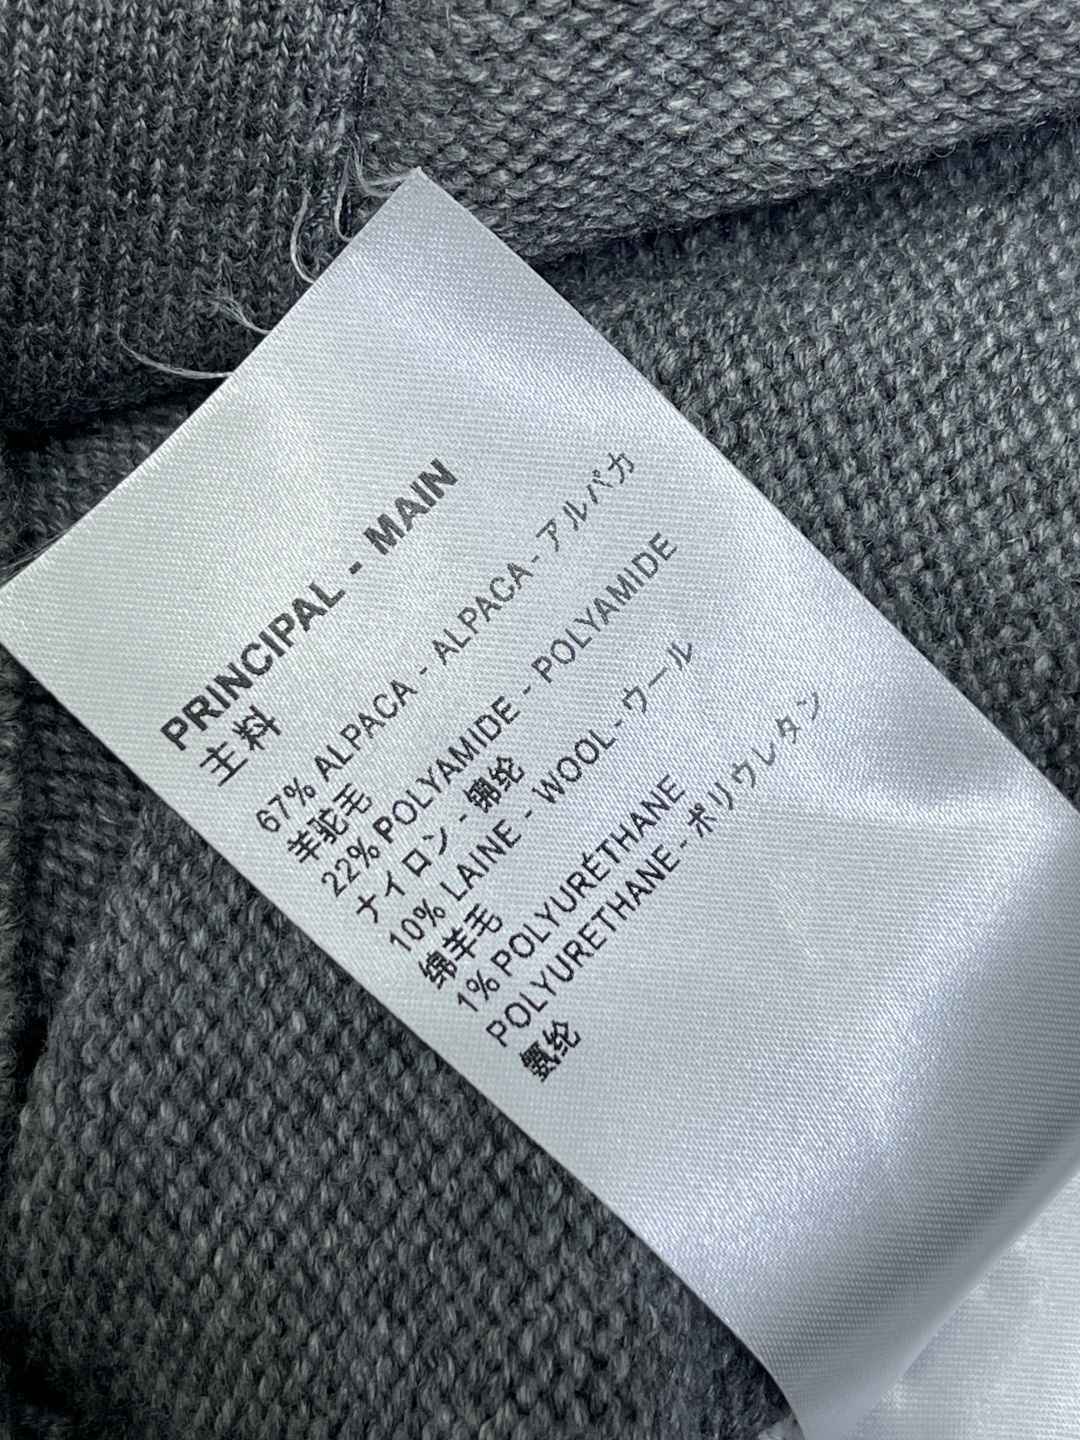 PRINCIPAL - MAIN
主料
67% ALPACA - ALPACA - アルパカ
羊驼毛
22% POLYAMIDE - POLYAMIDE
ナイロン - 锦纶
10% LAINE - WOOL - ウール
绵羊毛
1% POLYURÉTHANE
POLYURETHANE - ポリウレタン
氨纶